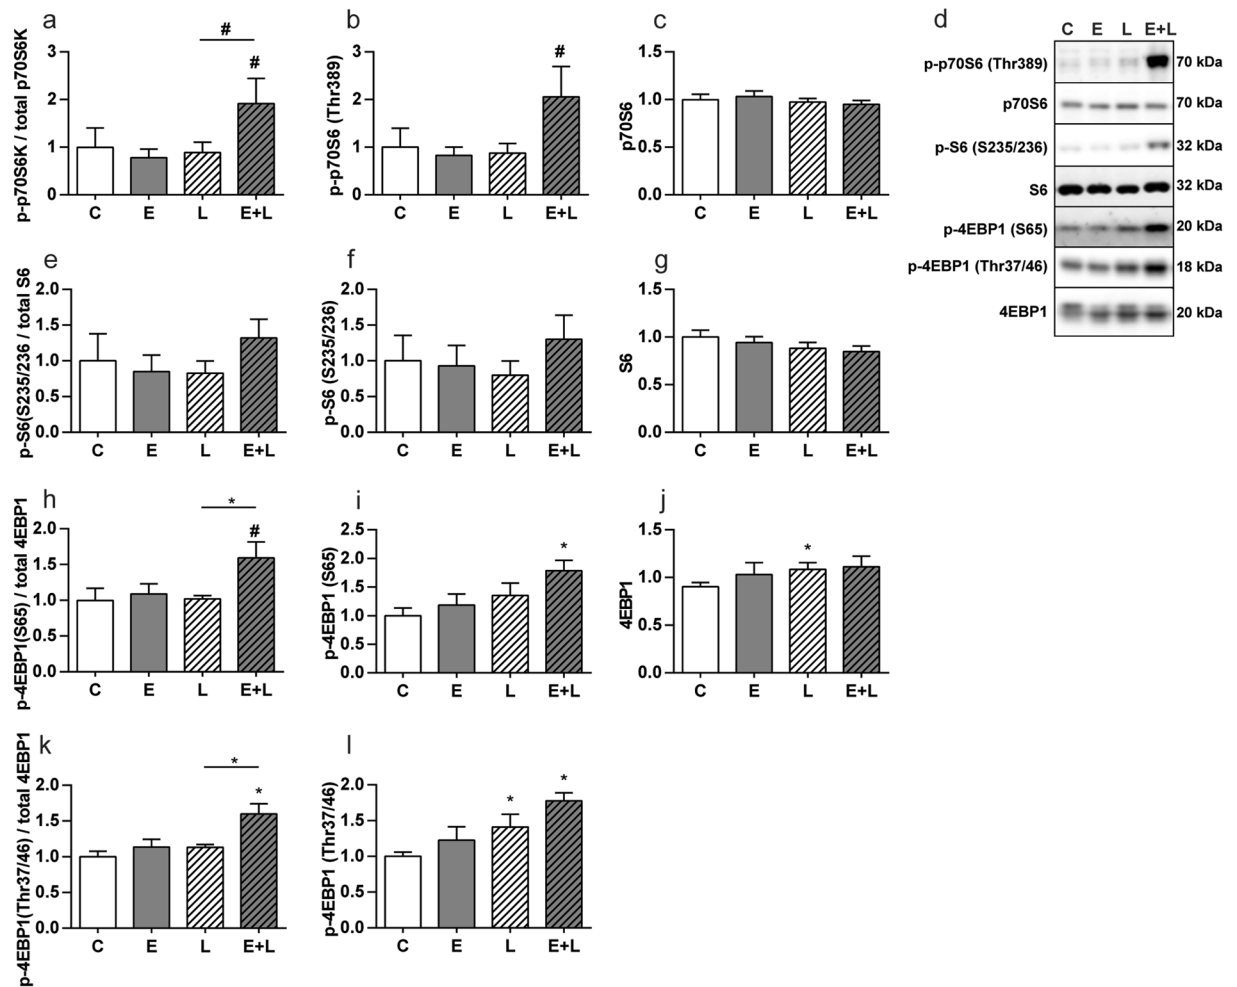 a
p-p70S6K / total p70S6K
3
2
1
0
#
#
C E L E+L
b
p-p70S6 (Thr389)
3
2
1
0
#
C E L E+L
c
p70S6
1.5
1.0
0.5
0.0
C E L E+L
d
C E L E+L
p-p70S6 (Thr389) 70 kDa
p70S6 70 kDa
p-S6 (S235/236) 32 kDa
S6 32 kDa
p-4EBP1 (S65) 20 kDa
p-4EBP1 (Thr37/46) 18 kDa
4EBP1 20 kDa
e
p-S6(S235/236 / total S6
2.0
1.5
1.0
0.5
0.0
C E L E+L
f
p-S6 (S235/236)
2.0
1.5
1.0
0.5
0.0
C E L E+L
g
S6
1.5
1.0
0.5
0.0
C E L E+L
h
p-4EBP1(S65) / total 4EBP1
2.0
1.5
1.0
0.5
0.0
*
#
C E L E+L
i
p-4EBP1 (S65)
2.5
2.0
1.5
1.0
0.5
0.0
*
C E L E+L
j
4EBP1
1.5
1.0
0.5
0.0
*
C E L E+L
k
p-4EBP1(Thr37/46) / total 4EBP1
2.0
1.5
1.0
0.5
0.0
*
*
C E L E+L
l
p-4EBP1 (Thr37/46)
2.0
1.5
1.0
0.5
0.0
*
*
C E L E+L